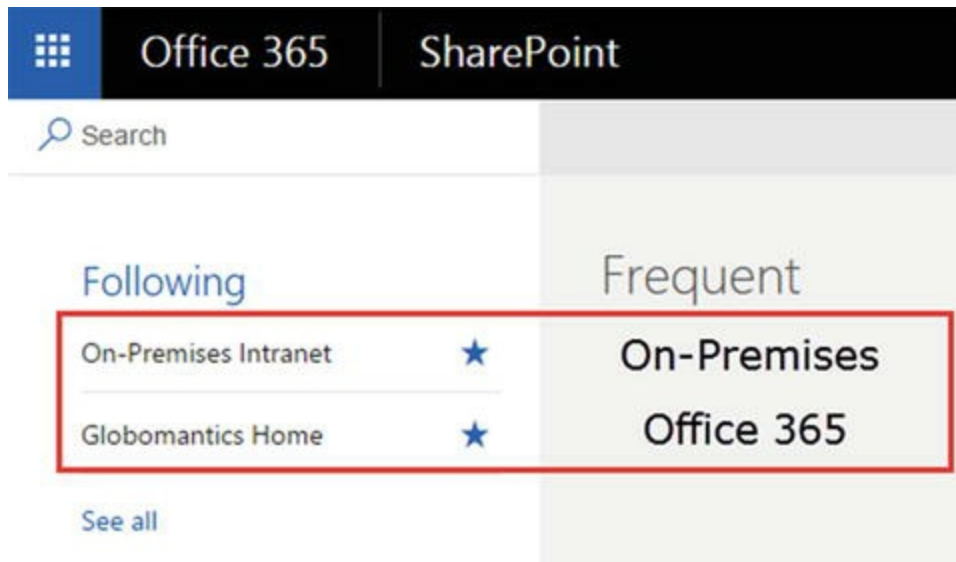 Office 365 SharePoint
Search
Following
Frequent
On-Premises Intranet
On-Premises
Globomantics Home
Office 365
See all